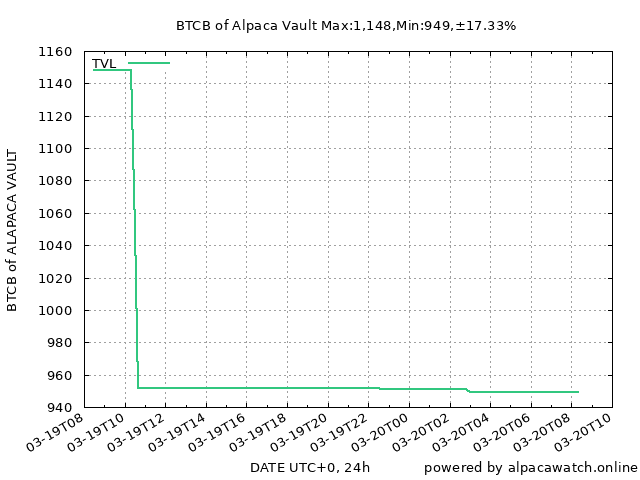 BTCB of Alpaca Vault Max:1,148,Min:949,±17.33%
TVL
1160
1140
1120
1100
1080
1060
1040
1020
1000
980
960
940
BTCB of ALAPACA VAULT
03-19T08
03-19T10
03-19T12
03-19T14
03-19T16
03-19T18
03-19T20
03-19T22
03-20T00
03-20T02
03-20T04
03-20T06
03-20T08
03-20T10
DATE UTC+0, 24h
powered by alpacawatch.online